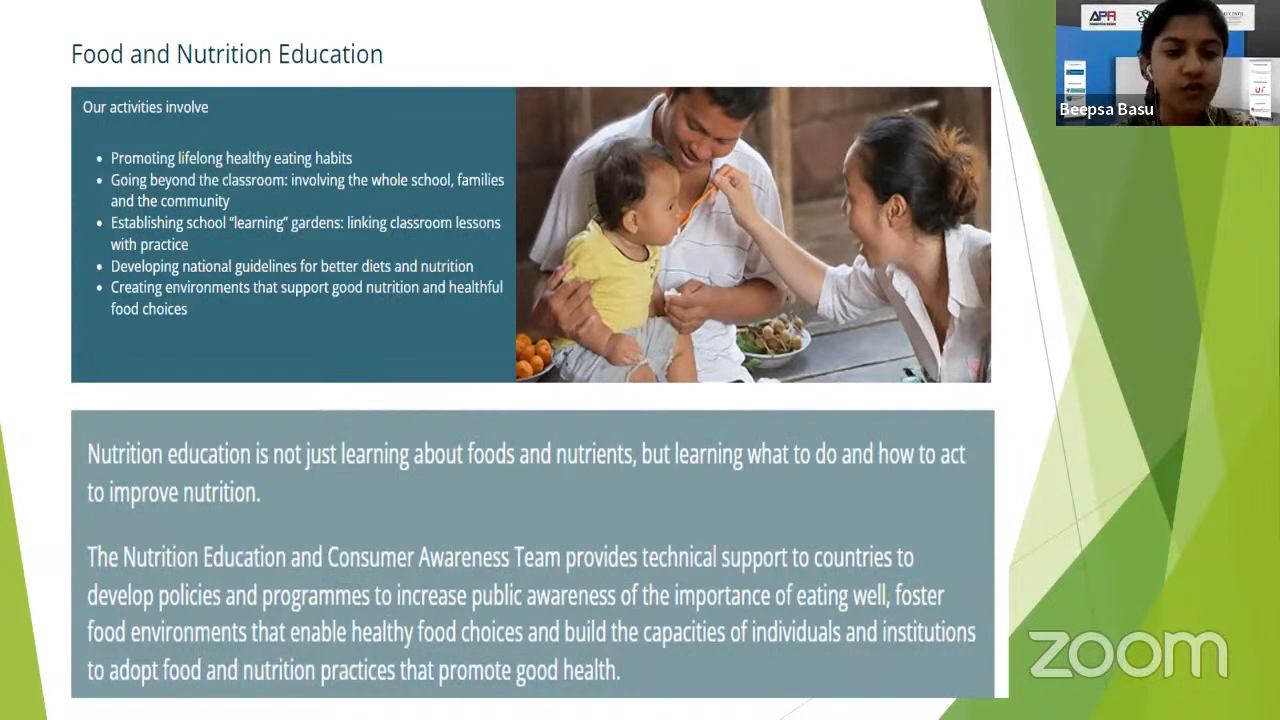 Food and Nutrition Education
APR
Beepsa Basu
Our activities involve
• Promoting lifelong healthy eating habits
• Going beyond the classroom: involving the whole school, families
and the community
• Establishing school “learning” gardens: linking classroom lessons
with practice
• Developing national guidelines for better diets and nutrition
• Creating environments that support good nutrition and healthful
food choices
Nutrition education is not just learning about foods and nutrients, but learning what to do and how to act
to improve nutrition.
The Nutrition Education and Consumer Awareness Team provides technical support to countries to
develop policies and programmes to increase public awareness of the importance of eating well, foster
food environments that enable healthy food choices and build the capacities of individuals and institutions
to adopt food and nutrition practices that promote good health.
zoom